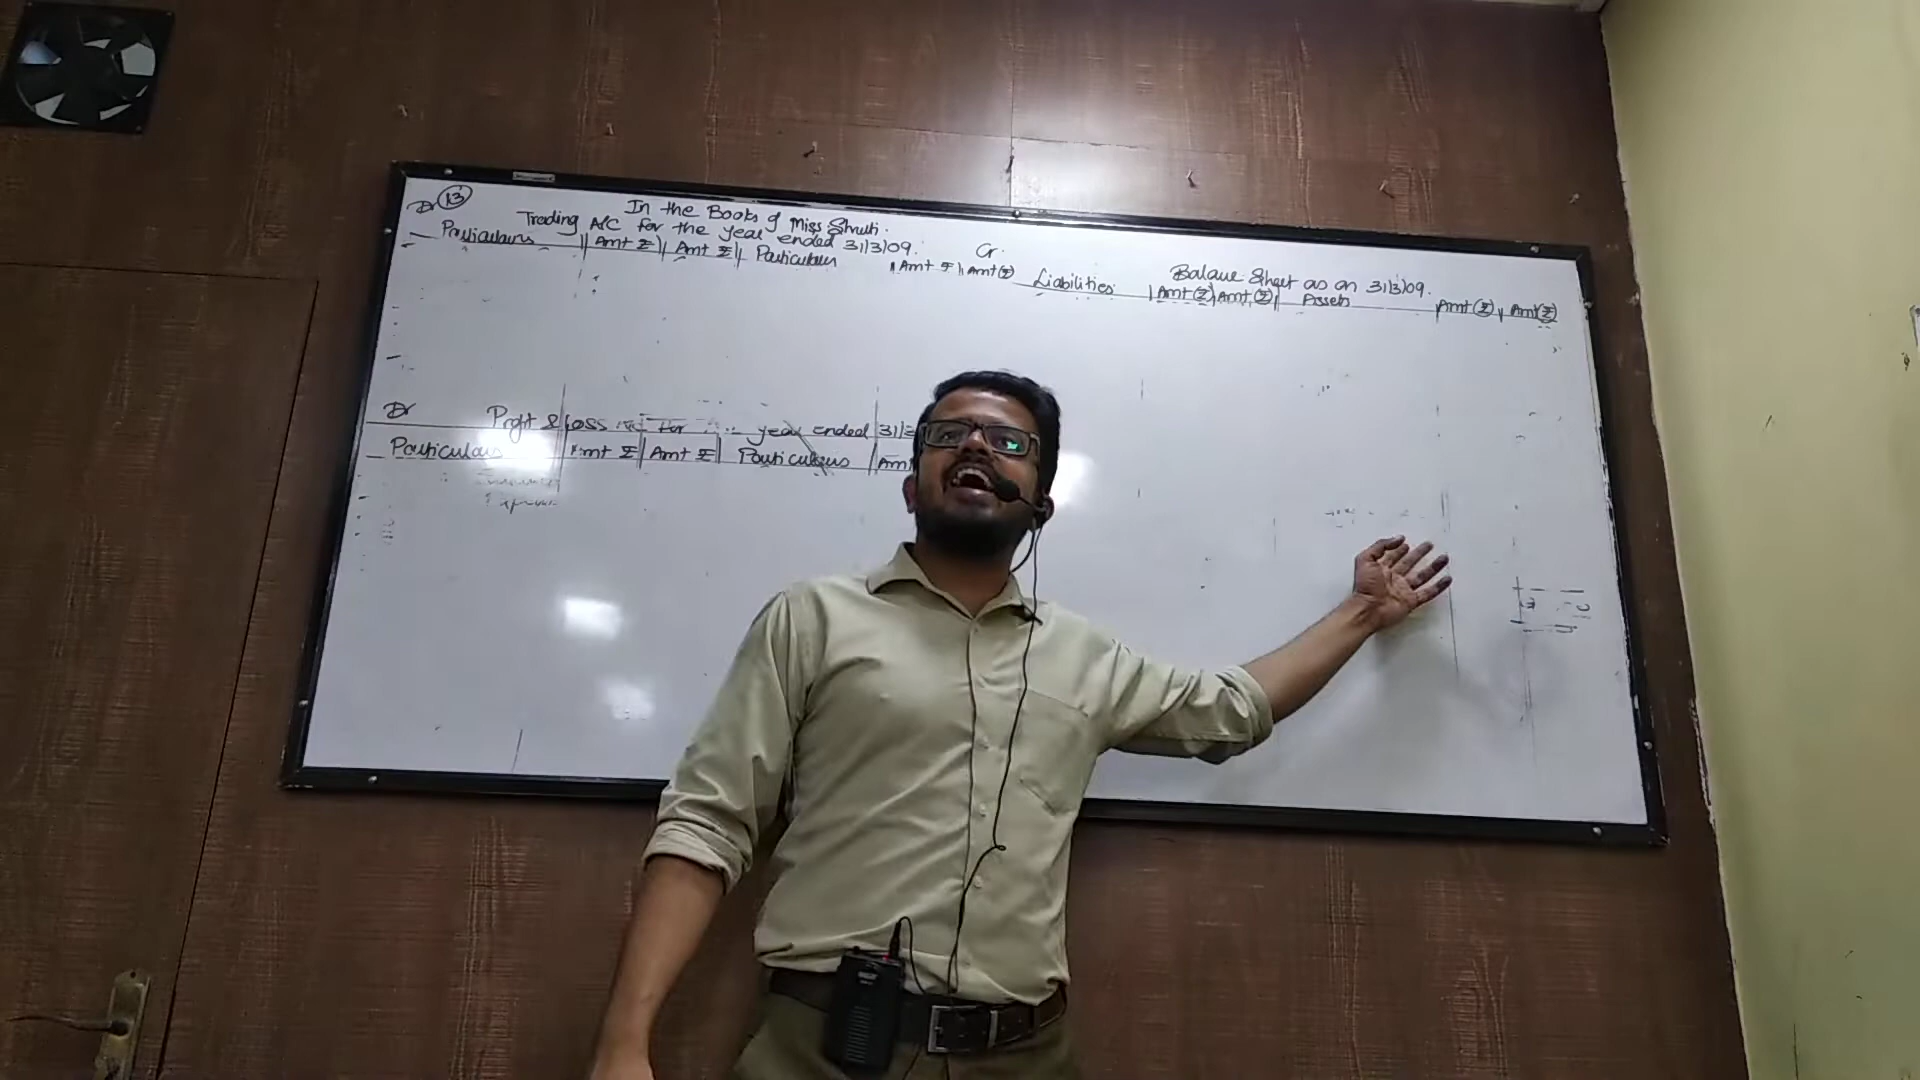 13
In the Books of Miss Shruti.
Dr Trading A/C for the year ended 31/3/09. Cr.
Particulars Amt ₹ Amt ₹ Particulars Amt ₹ Amt(₹)
Balance Sheet as on 31/3/09.
Liabilities Amt(₹) Amt(₹) Assets Amt(₹) Amt(₹)
Dr Profit & Loss for year ended 31/3
Particulars Amt ₹ Amt ₹ Particulars Amt